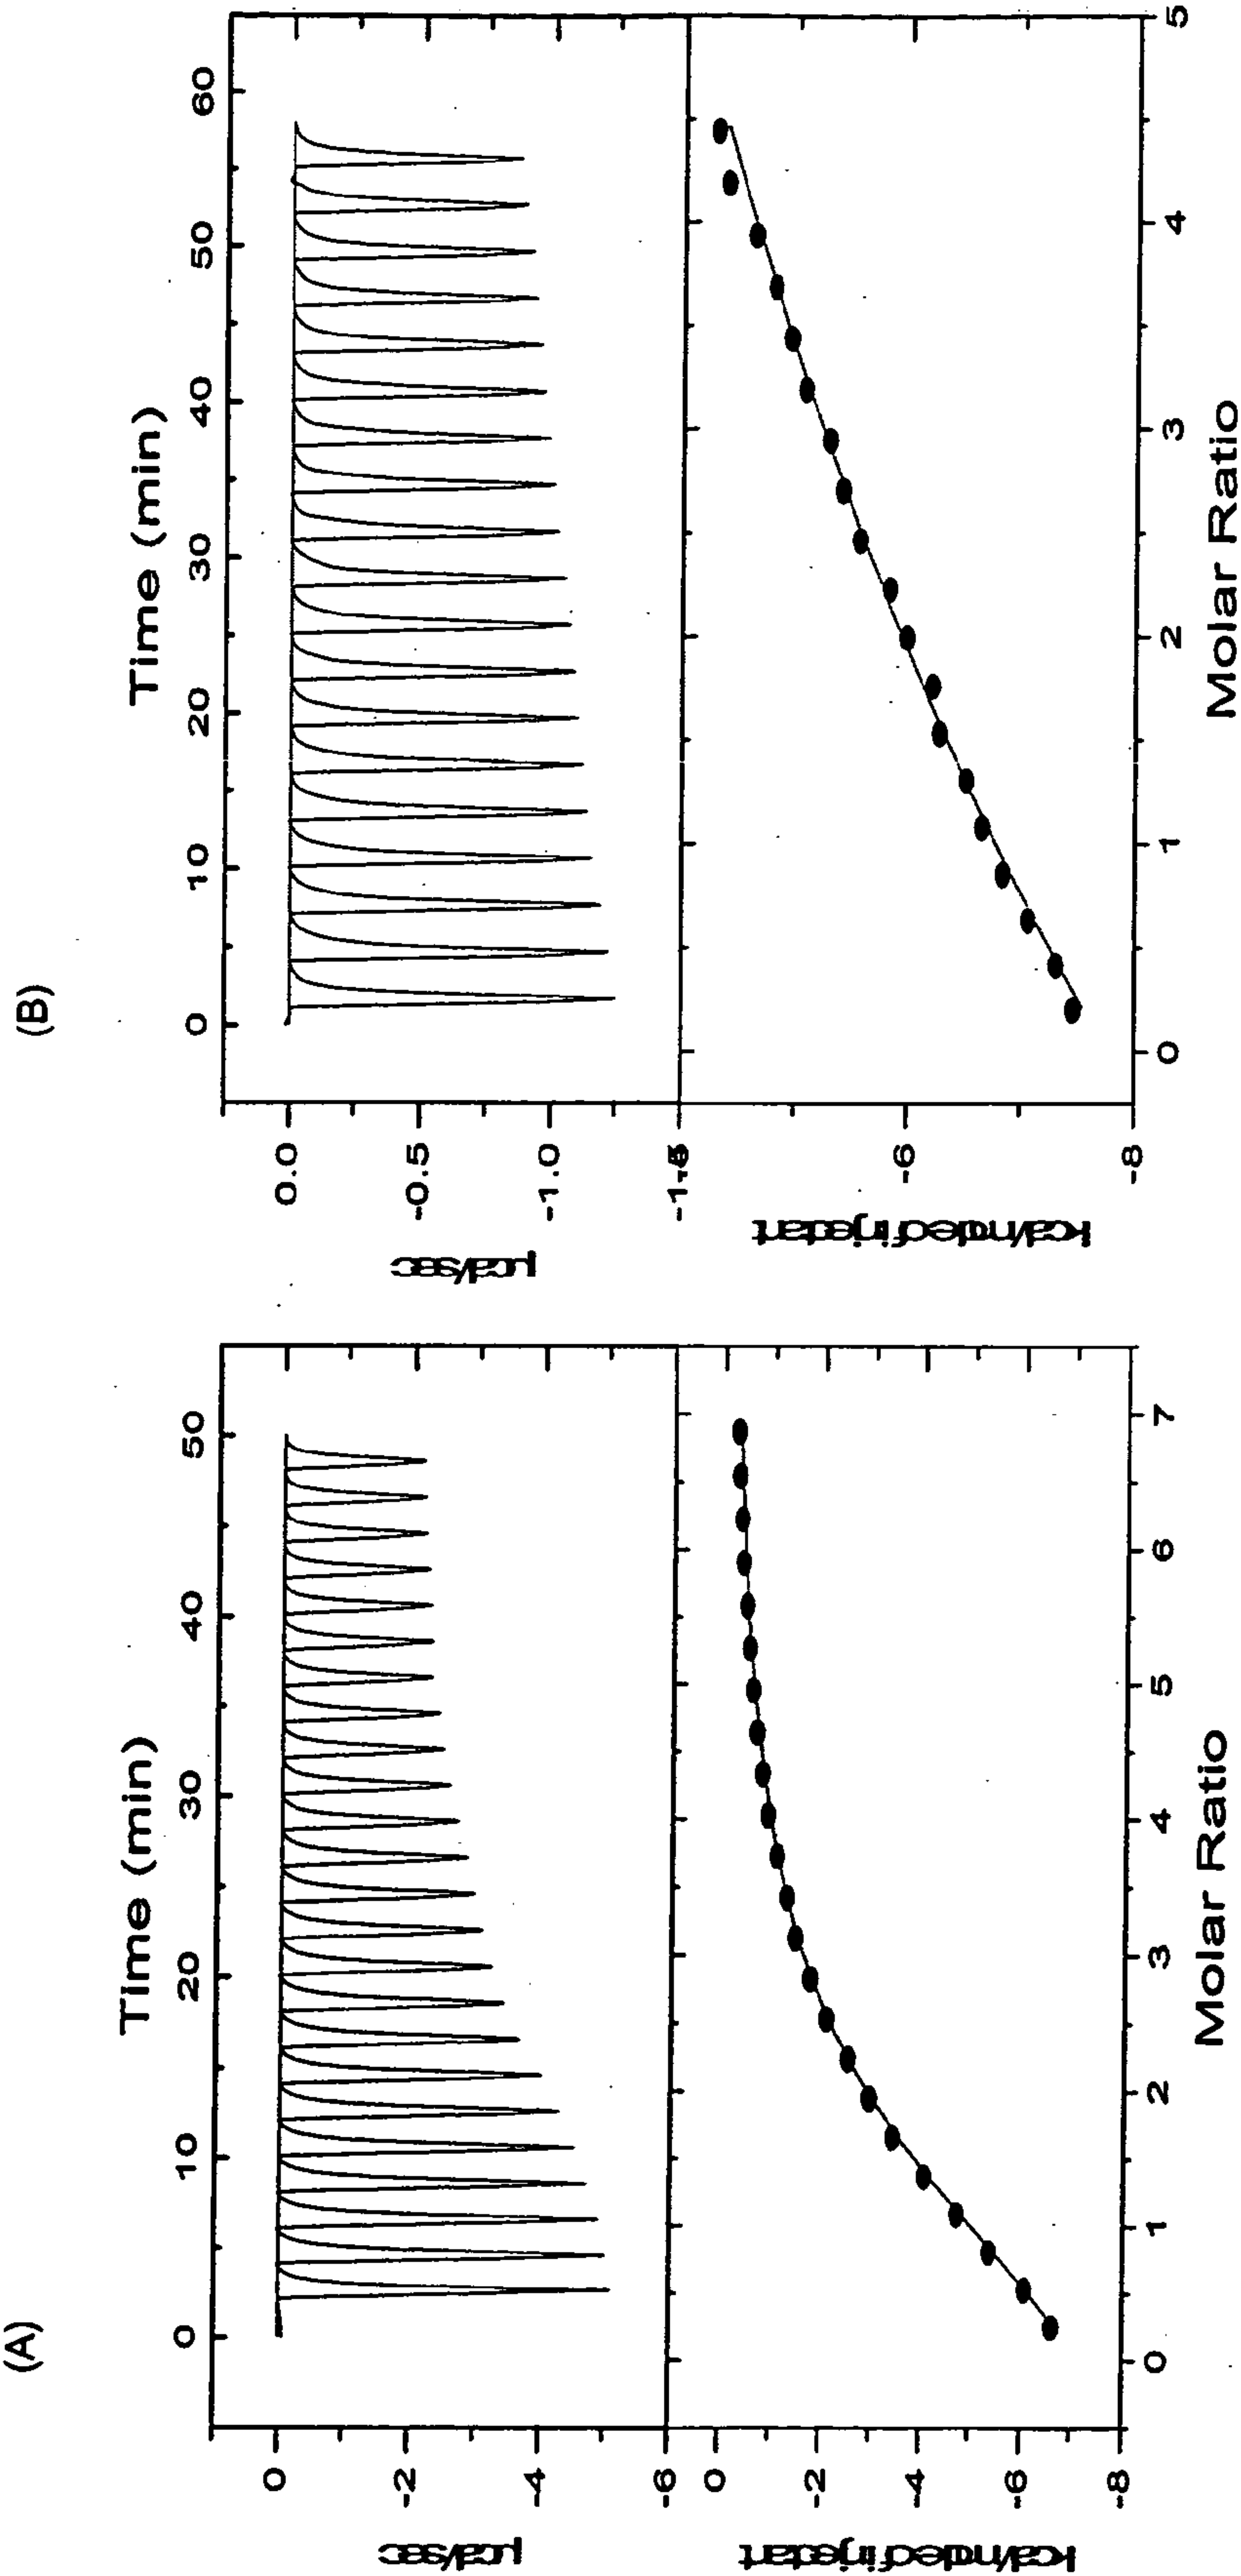 (A)
Time (min)
0 10 20 30 40 50
0
-2
-4
-6
µcal/sec
0
-2
-4
-6
-8
kcal/mole of injectant
0 1 2 3 4 5 6 7
Molar Ratio
(B)
Time (min)
0 10 20 30 40 50 60
0.0
-0.5
-1.0
µcal/sec
-6
-8
kcal/mole of injectant
0 1 2 3 4 5
Molar Ratio